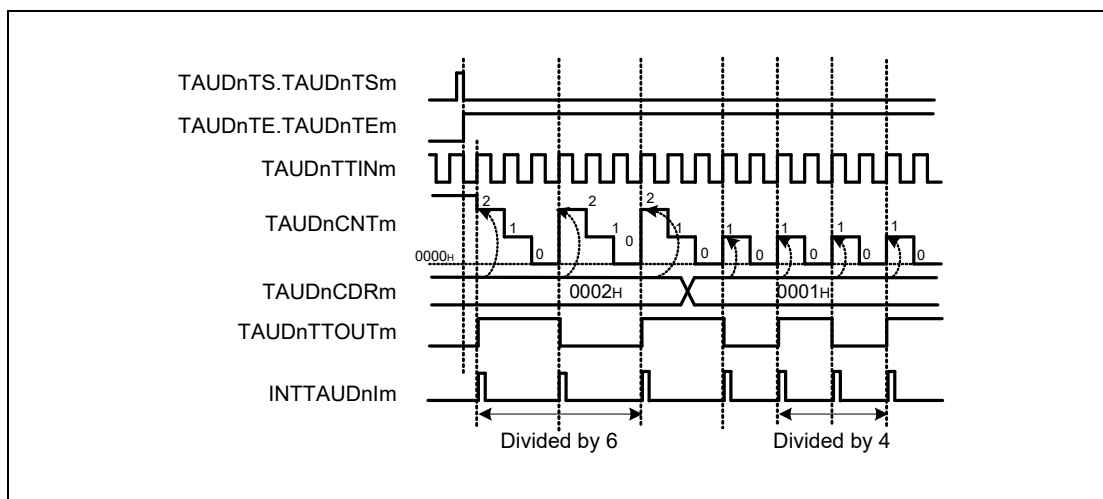 TAUDnTS.TAUDnTSm
TAUDnTE.TAUDnTEm
TAUDnTTINm
TAUDnCNTm
2 2 2
1 1 0 1 1 1 1 1
0 0 0 0 0 0
0000H
TAUDnCDRm
0002H 0001H
TAUDnTTOUTm
INTTAUDnIm
Divided by 6 Divided by 4